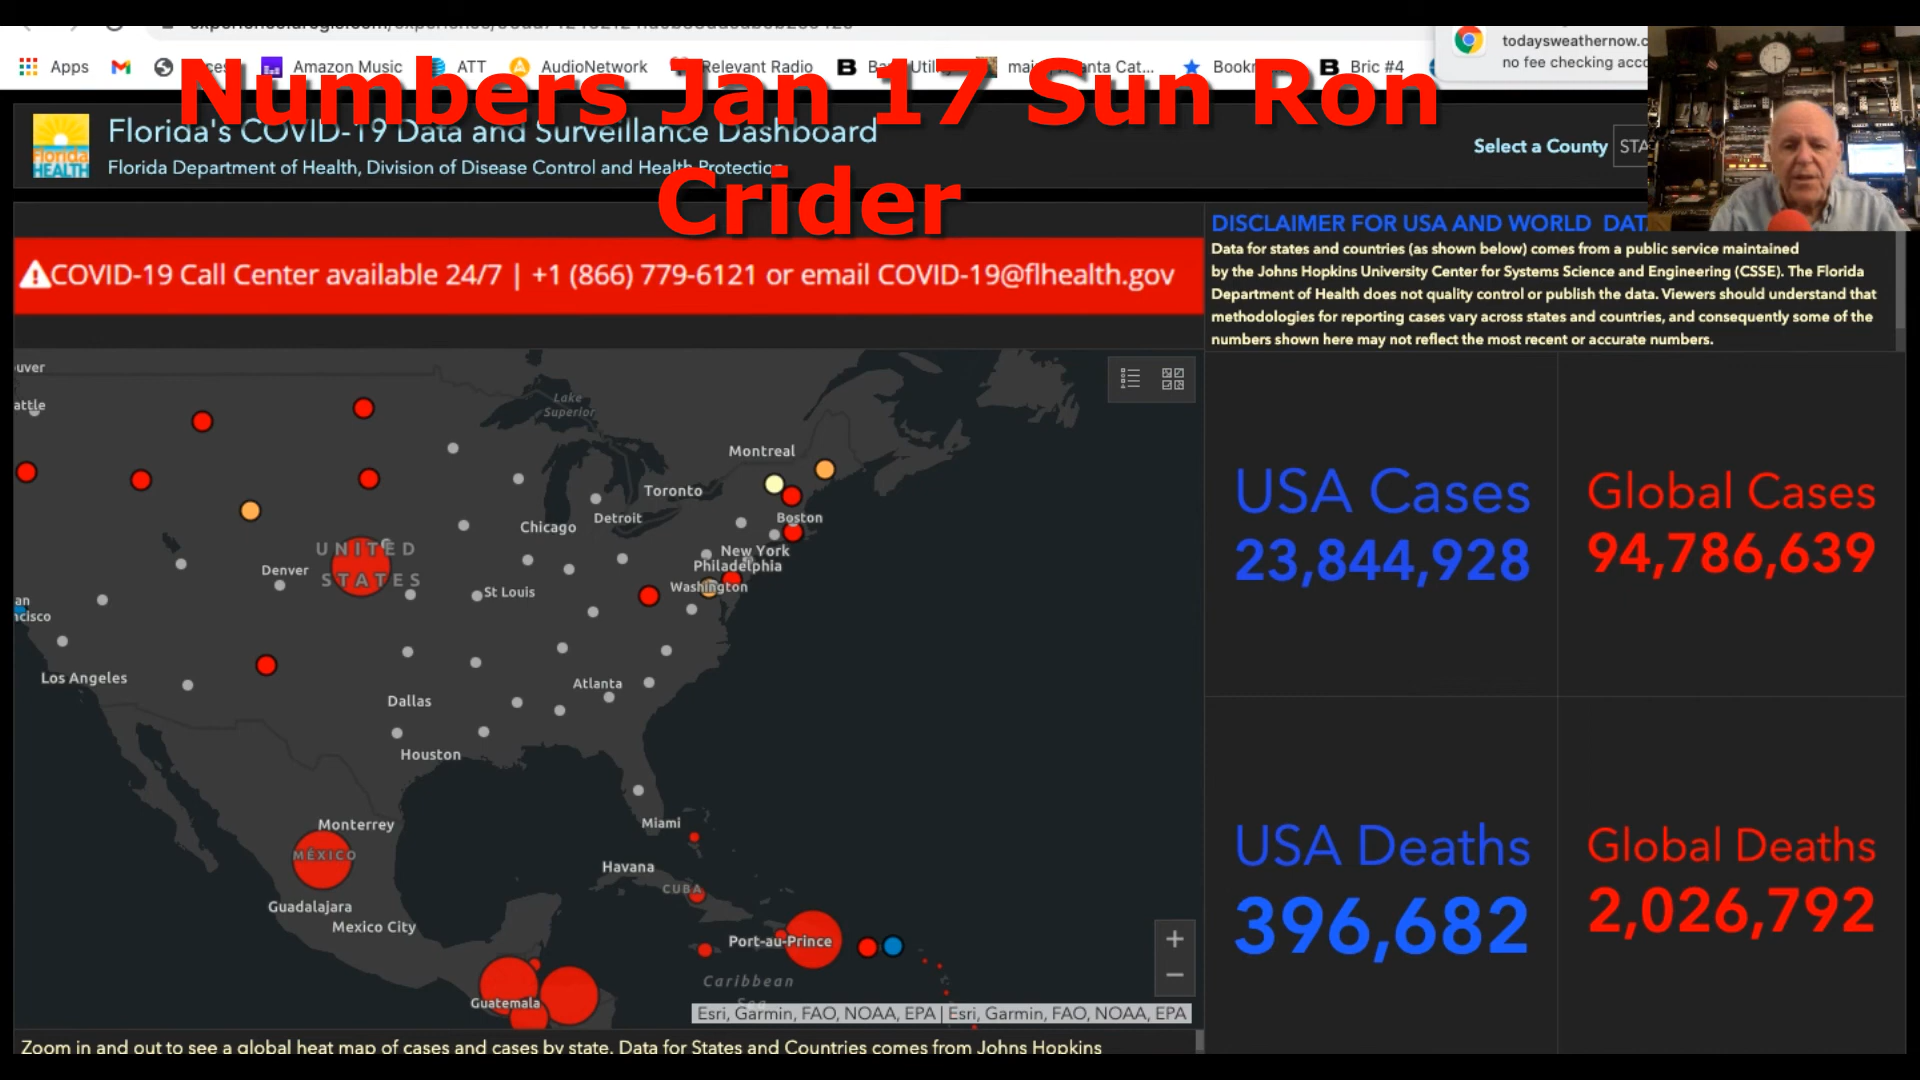 Apps
Amazon Music
ATT
AudioNetwork
Relevant Radio
Bric #4
todaysweathernow.c
no fee checking acco
Numbers Jan 17 Sun Ron
Crider
Florida's COVID-19 Data and Surveillance Dashboard
Florida Department of Health, Division of Disease Control and Health Protection
Florida
HEALTH
Select a County
STA
COVID-19 Call Center available 24/7 | +1 (866) 779-6121 or email COVID-19@flhealth.gov
DISCLAIMER FOR USA AND WORLD DAT
Data for states and countries (as shown below) comes from a public service maintained
by the Johns Hopkins University Center for Systems Science and Engineering (CSSE). The Florida
Department of Health does not quality control or publish the data. Viewers should understand that
methodologies for reporting cases vary across states and countries, and consequently some of the
numbers shown here may not reflect the most recent or accurate numbers.
uver
attle
Lake
Superior
Montreal
Toronto
Boston
Detroit
Chicago
New York
Philadelphia
Washington
UNITED
STATES
Denver
St Louis
an
ncisco
Los Angeles
Atlanta
Dallas
Houston
Monterrey
Miami
MÉXICO
Havana
CUBA
Guadalajara
Mexico City
Port-au-Prince
Caribbean
Sea
Guatemala
+
−
Esri, Garmin, FAO, NOAA, EPA | Esri, Garmin, FAO, NOAA, EPA
Zoom in and out to see a global heat map of cases and cases by state. Data for States and Countries comes from Johns Hopkins
USA Cases
23,844,928
Global Cases
94,786,639
USA Deaths
396,682
Global Deaths
2,026,792